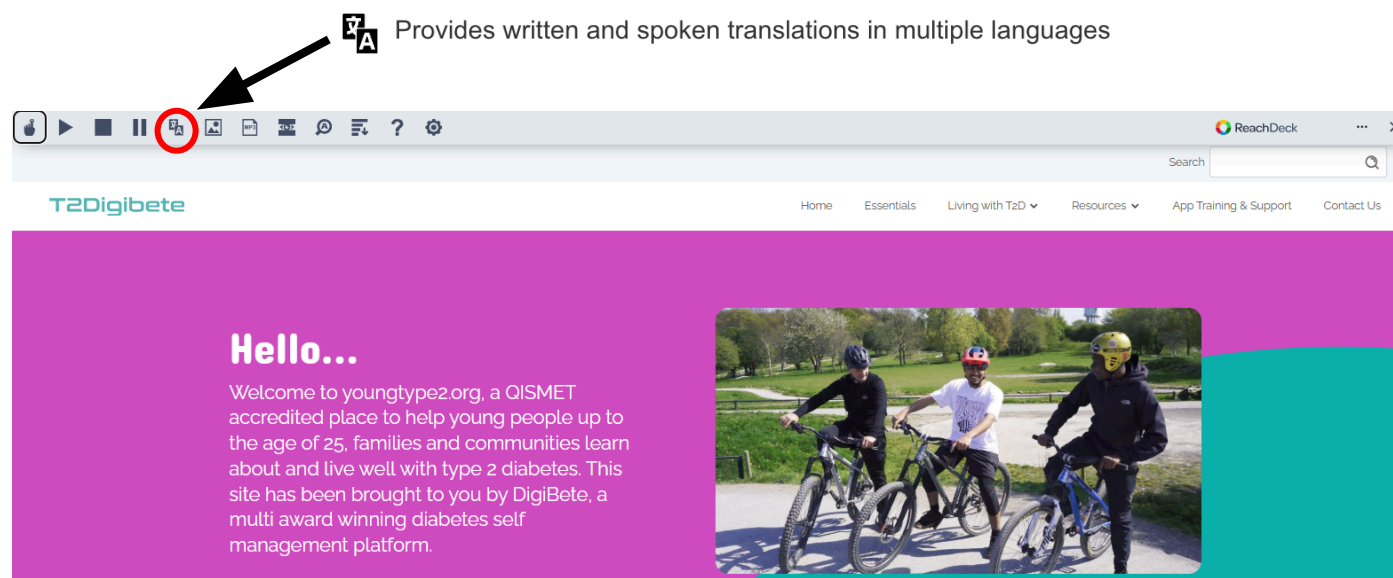 Provides written and spoken translations in multiple languages
ReachDeck
Search
T2Digibete
Home Essentials Living with T2D Resources App Training & Support Contact Us
Hello...
Welcome to youngtype2.org, a QISMET
accredited place to help young people up to
the age of 25, families and communities learn
about and live well with type 2 diabetes. This
site has been brought to you by DigiBete, a
multi award winning diabetes self
management platform.